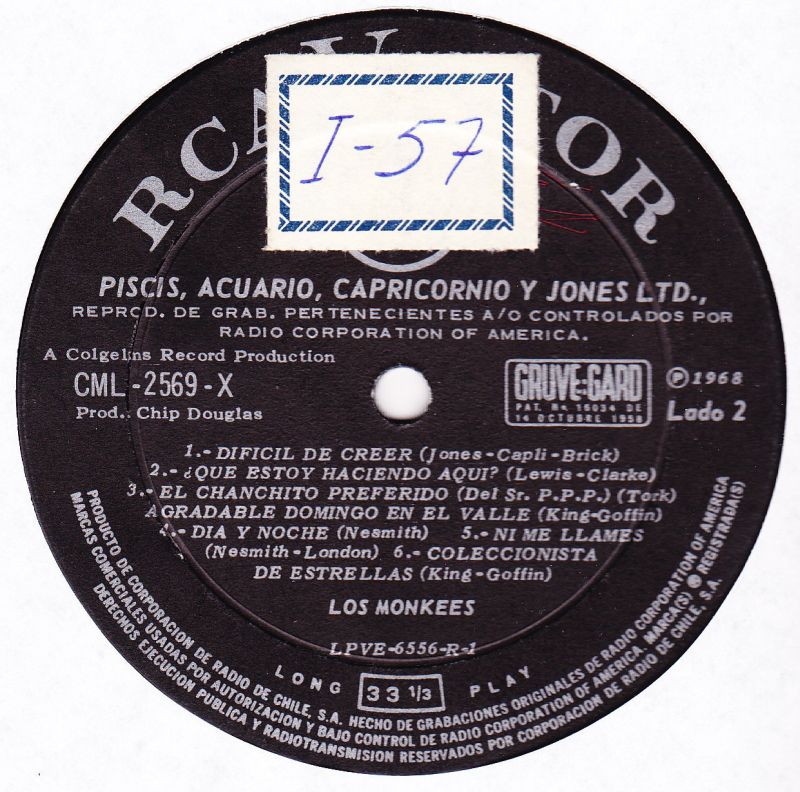 RCA V TOR
I-57
PISCIS, ACUARIO, CAPRICORNIO Y JONES LTD.,
REPROD. DE GRAB. PERTENECIENTES A/O CONTROLADOS POR
RADIO CORPORATION OF AMERICA.
A Colgelms Record Production
CML-2569-X
Prod.: Chip Douglas
GRUVE-GARD
PAT. No. 16034 DE
14 OCTUBRE 1958
Ⓟ1968
Lado 2
1.- DIFICIL DE CREER (Jones-Capli-Brick)
2.- ¿QUE ESTOY HACIENDO AQUI? (Lewis-Clarke)
3.- EL CHANCHITO PREFERIDO (Del Sr. P.P.P.) (Tork)
AGRADABLE DOMINGO EN EL VALLE (King-Goffin)
4.- DIA Y NOCHE (Nesmith) 5.- NI ME LLAMES
(Nesmith-London) 6.- COLECCIONISTA
DE ESTRELLAS (King-Goffin)
LOS MONKEES
LPVE-6556-R-1
LONG 33 1/3 PLAY
PRODUCTO DE CORPORACION DE RADIO DE CHILE, S.A. HECHO DE GRABACIONES ORIGINALES DE RADIO CORPORATION OF AMERICA
MARCAS COMERCIALES USADAS POR AUTORIZACION Y BAJO CONTROL DE RADIO CORPORATION OF AMERICA, MARCA(S) ® REGISTRADA(S)
DERECHOS EJECUCION PUBLICA Y RADIOTRANSMISION RESERVADOS POR CORPORACION DE RADIO DE CHILE, S.A.